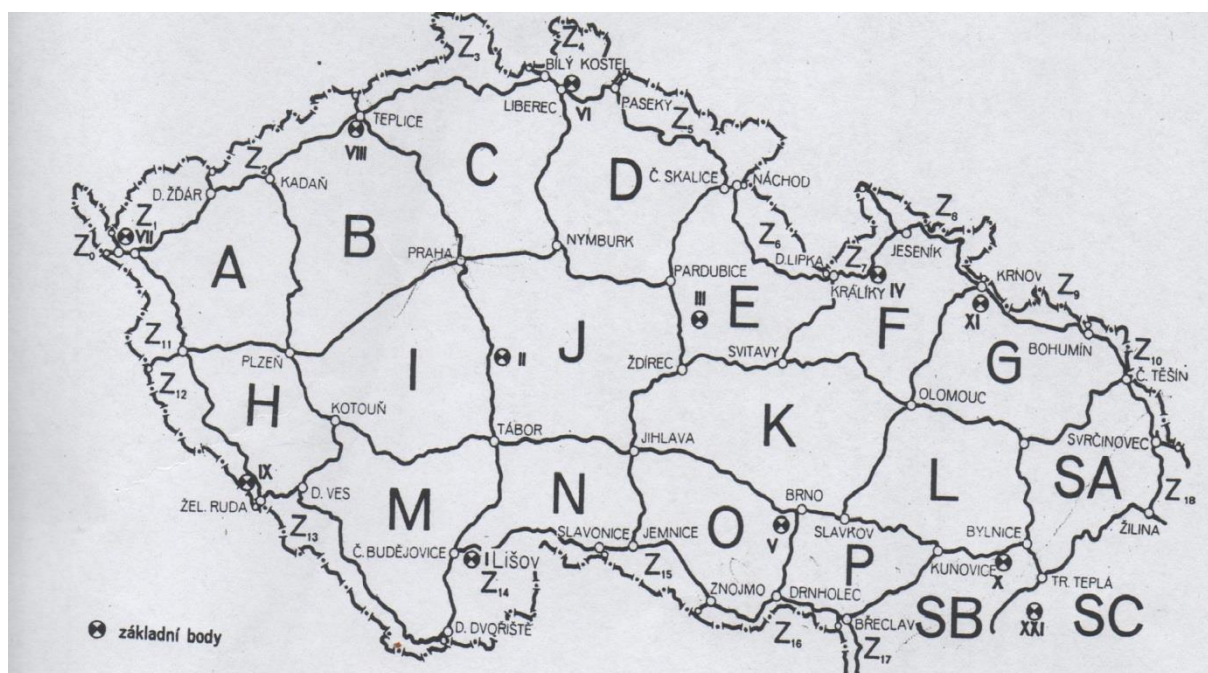 Z3
Z4
BÍLÝ KOSTEL
LIBEREC
VI
PASEKY
TEPLICE
VIII
Z5
Z2
C
D
D. ŽĎÁR
KADAŇ
Č. SKALICE
NÁCHOD
Z1
VII
Z0
B
A
Z8
Z6
JESENÍK
NYMBURK
PRAHA
D. LIPKA
Z7
PARDUBICE
KRÁLÍKY
IV
KRNOV
Z9
III
E
XI
F
BOHUMÍN
Z11
J
G
Z10
PLZEŇ
I
II
ŽDÍREC
SVITAVY
Č. TĚŠÍN
Z12
H
KOTOUŇ
K
OLOMOUC
TÁBOR
JIHLAVA
SVRČINOVEC
IX
D. VES
L
SA
ŽEL. RUDA
M
N
BRNO
Z18
Z13
O
V
SLAVKOV
BYLNICE
ŽILINA
SLAVONICE
JEMNICE
Č. BUDĚJOVICE
I Lišov
P
KUNOVICE
X
Z14
Z15
TR. TEPLÁ
ZNOJMO
DRNHOLEC
SB
SC
XXI
základní body
D. DVOŘIŠTĚ
Z16
BŘECLAV
Z17